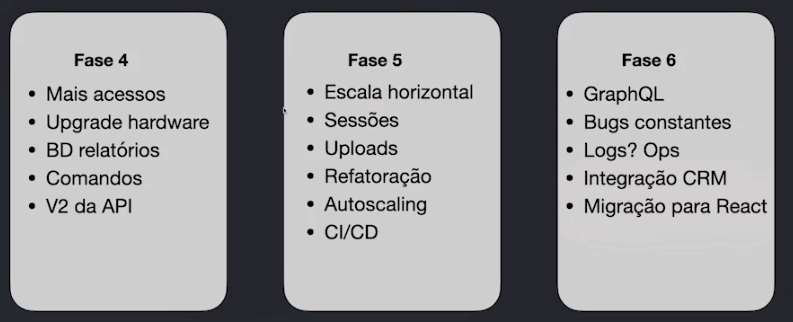 Fase 4
• Mais acessos
• Upgrade hardware
• BD relatórios
• Comandos
• V2 da API
Fase 5
• Escala horizontal
• Sessões
• Uploads
• Refatoração
• Autoscaling
• CI/CD
Fase 6
• GraphQL
• Bugs constantes
• Logs? Ops
• Integração CRM
• Migração para React